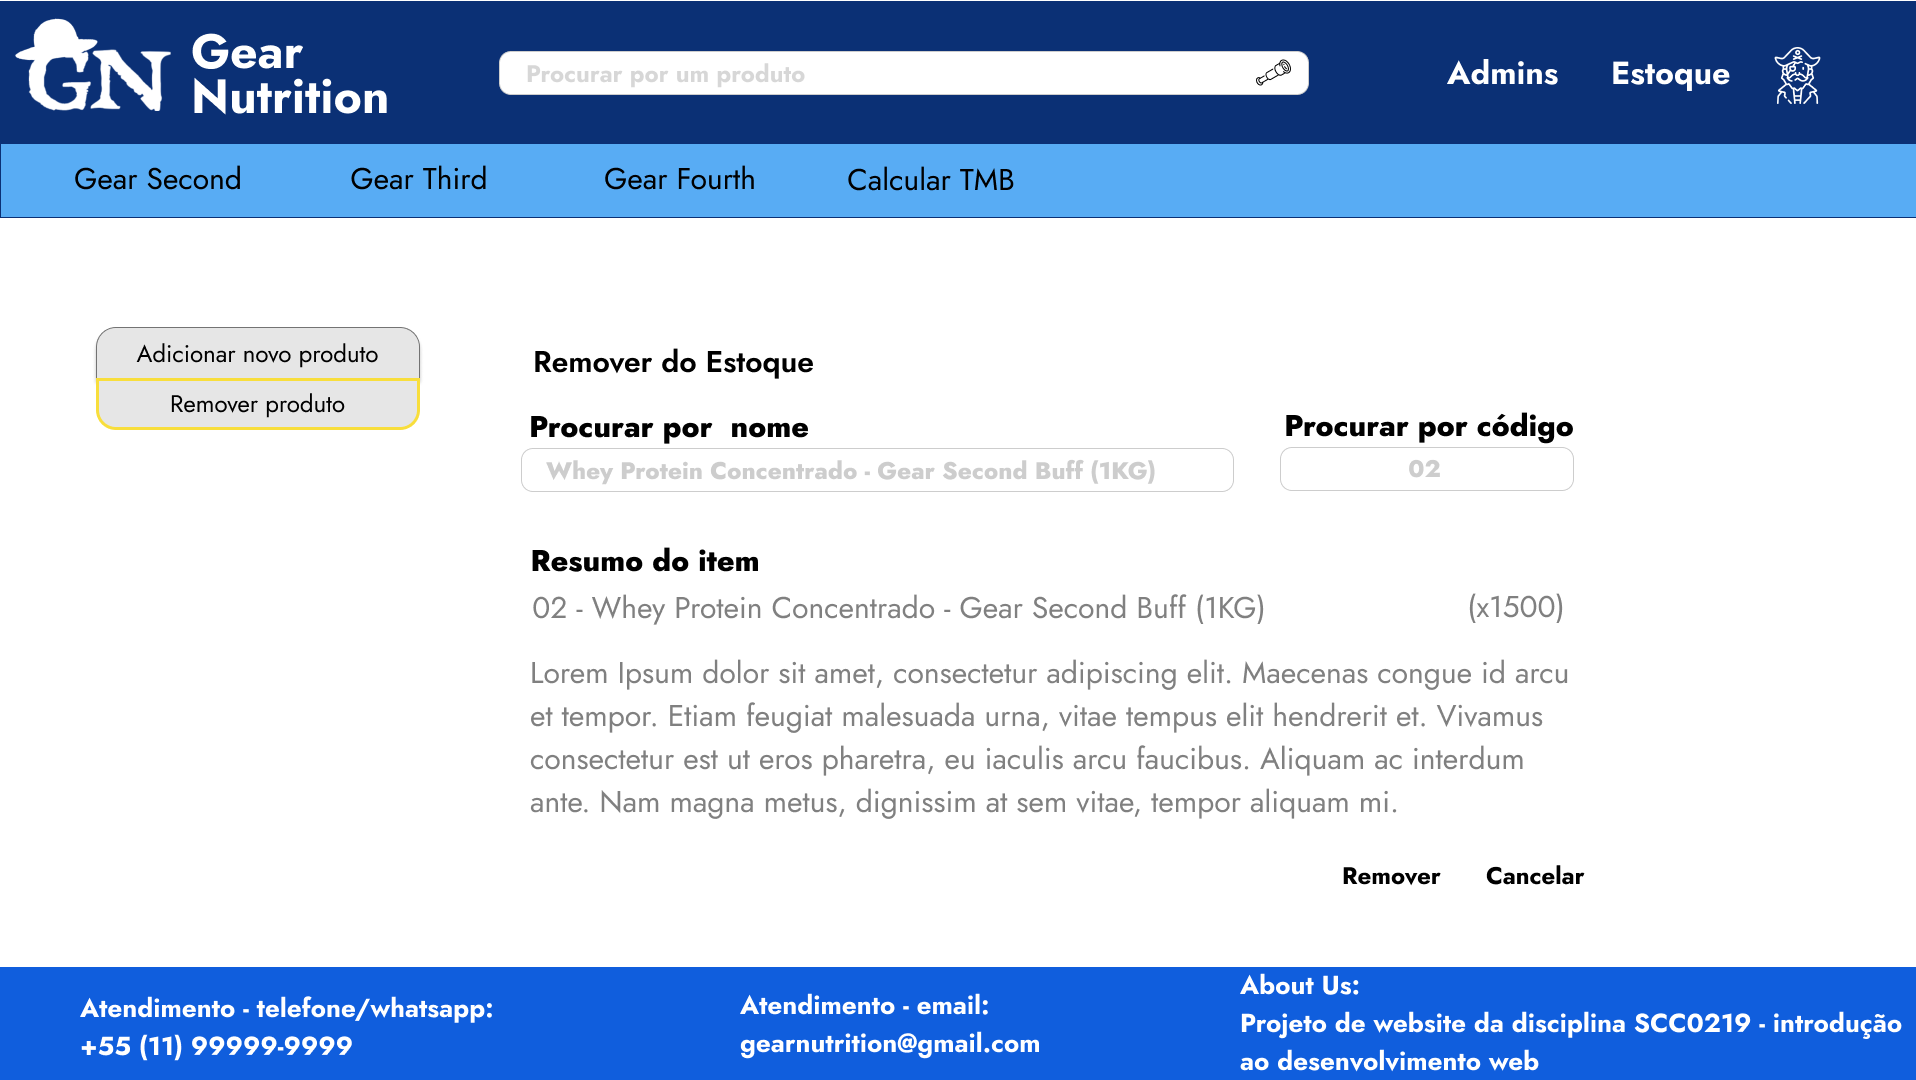 GN
Gear
Nutrition
Procurar por um produto
Admins
Estoque
Gear Second
Gear Third
Gear Fourth
Calcular TMB
Adicionar novo produto
Remover produto
Remover do Estoque
Procurar por  nome
Whey Protein Concentrado - Gear Second Buff (1KG)
Procurar por código
02
Resumo do item
02 - Whey Protein Concentrado - Gear Second Buff (1KG)
(x1500)
Lorem Ipsum dolor sit amet, consectetur adipiscing elit. Maecenas congue id arcu
et tempor. Etiam feugiat malesuada urna, vitae tempus elit hendrerit et. Vivamus
consectetur est ut eros pharetra, eu iaculis arcu faucibus. Aliquam ac interdum
ante. Nam magna metus, dignissim at sem vitae, tempor aliquam mi.
Remover
Cancelar
Atendimento - telefone/whatsapp:
+55 (11) 99999-9999
Atendimento - email:
gearnutrition@gmail.com
About Us:
Projeto de website da disciplina SCC0219 - introdução
ao desenvolvimento web